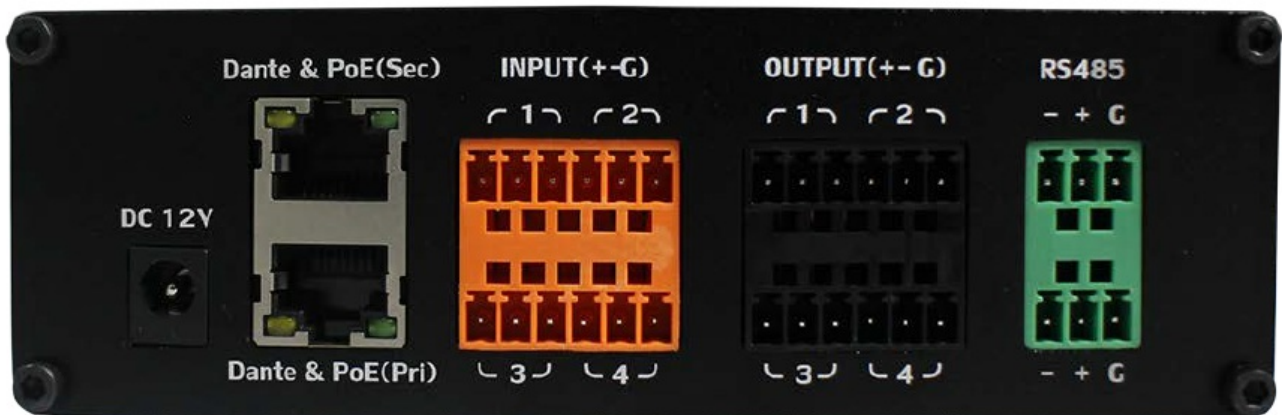 Dante & PoE(Sec)
INPUT(+-G)
OUTPUT(+- G)
RS485
1 2
1 2
- + G
DC 12V
Dante & PoE(Pri)
3 4
3 4
- + G